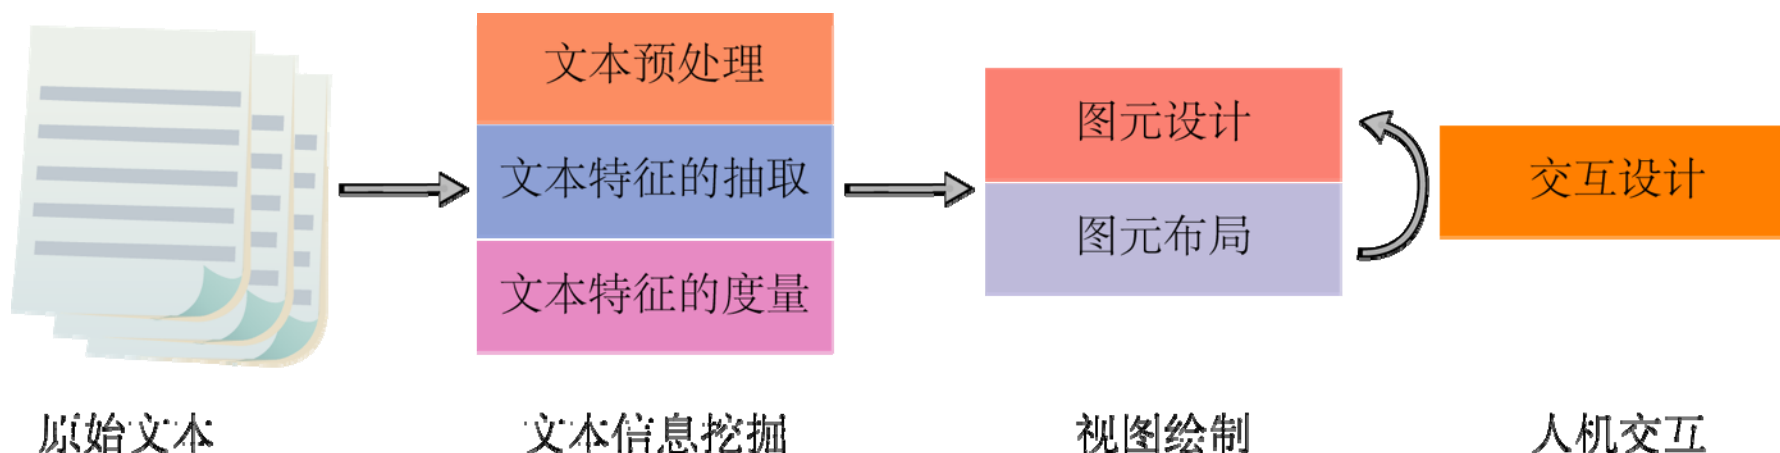 文本预处理
文本特征的抽取
文本特征的度量
图元设计
图元布局
交互设计
原始文本
文本信息挖掘
视图绘制
人机交互